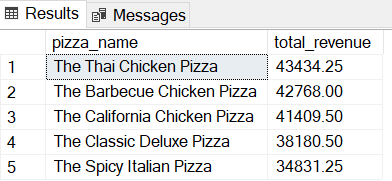 Results Messages
pizza_name total_revenue
1 The Thai Chicken Pizza 43434.25
2 The Barbecue Chicken Pizza 42768.00
3 The California Chicken Pizza 41409.50
4 The Classic Deluxe Pizza 38180.50
5 The Spicy Italian Pizza 34831.25